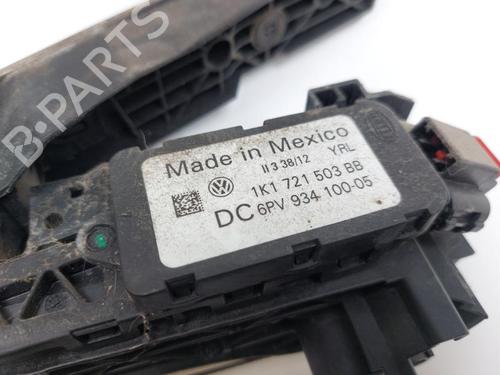 B-PARTS
Made in Mexico
II 3 38/12 YRL
1K1 721 503 BB
DC 6PV 934 100-05